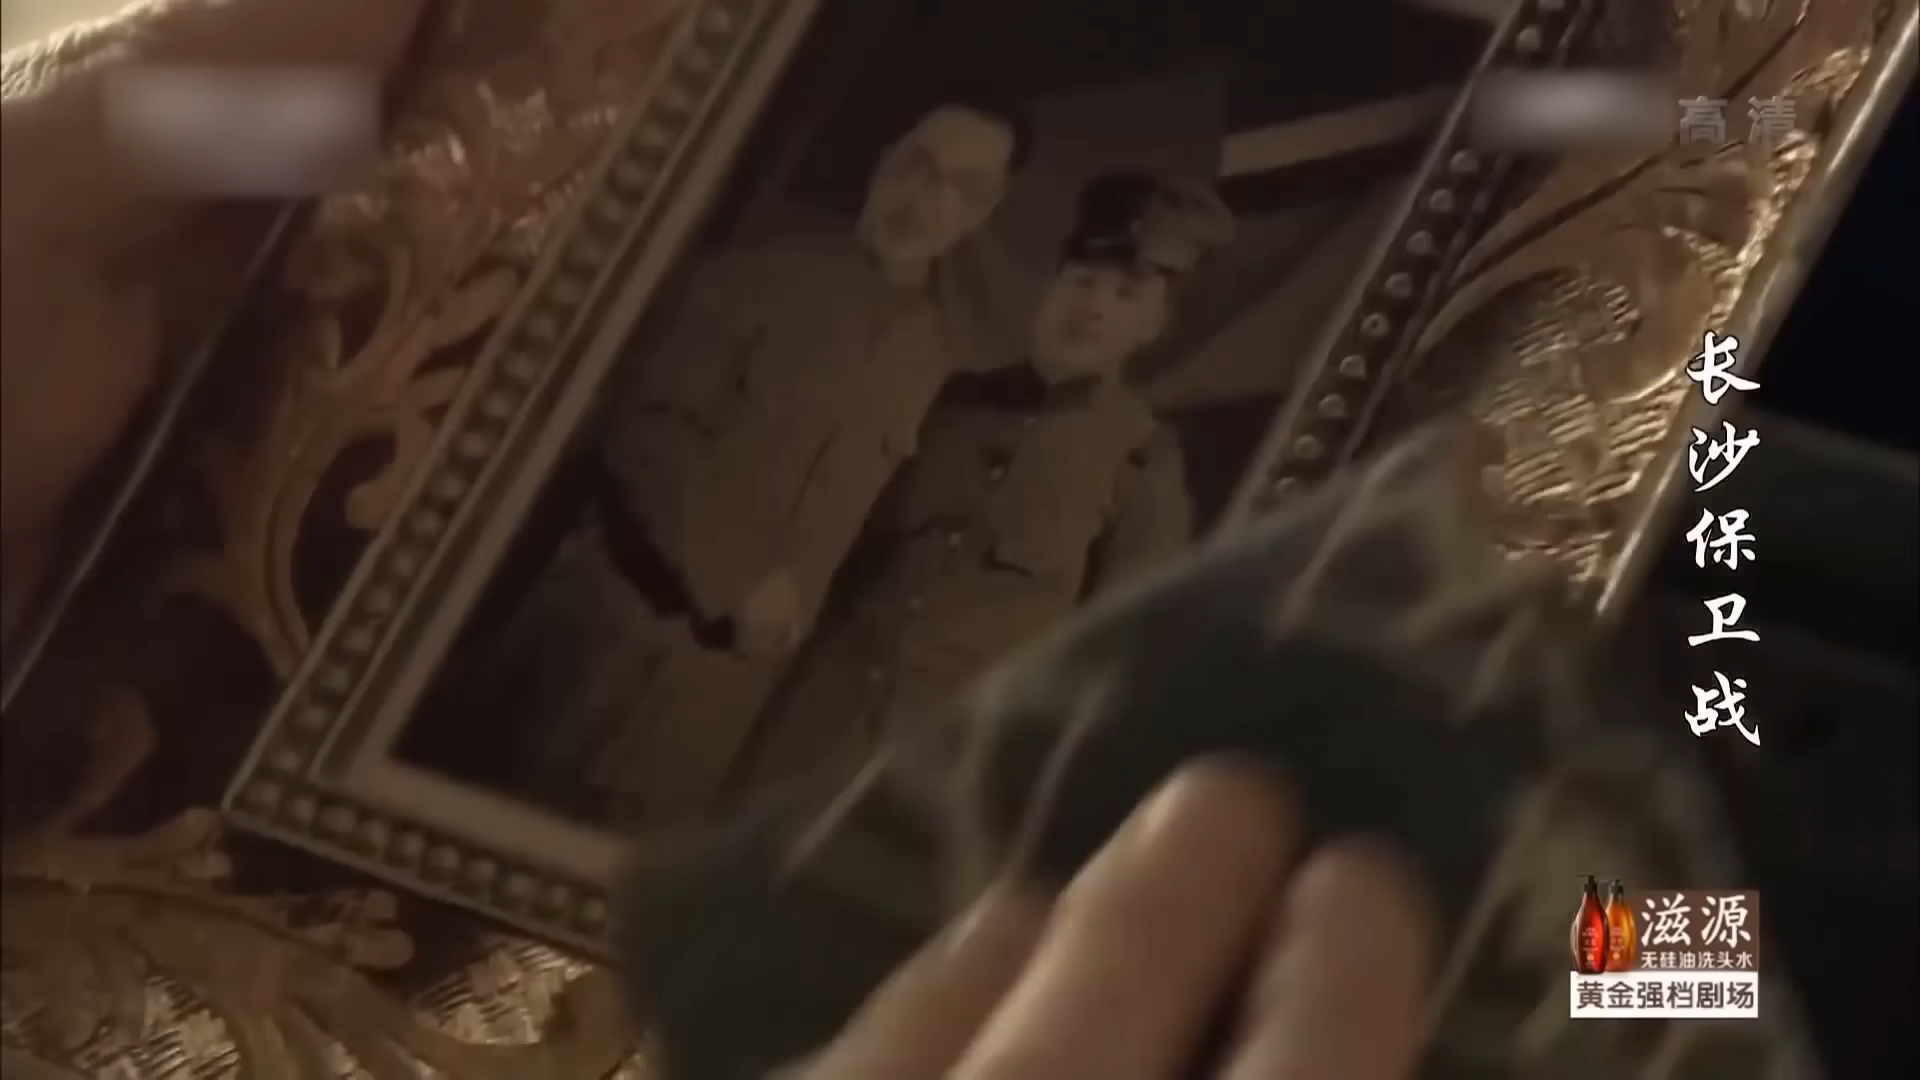 高清
长沙保卫战
滋源
无硅油洗头水
黄金强档剧场